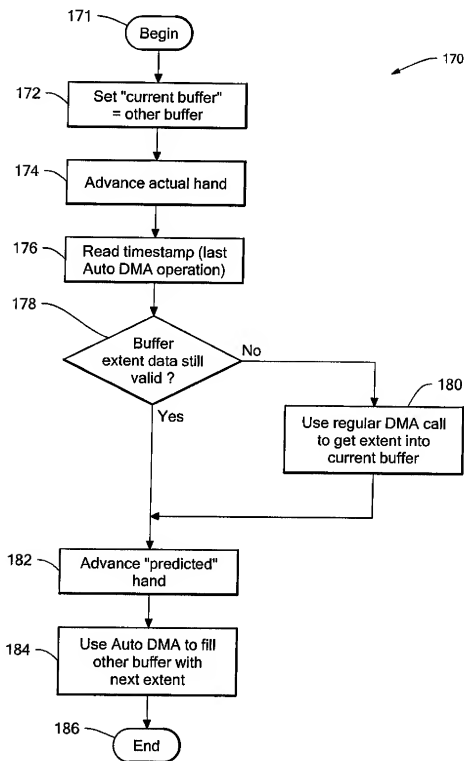 171
Begin
170
172
Set "current buffer"
= other buffer
174
Advance actual hand
176
Read timestamp (last
Auto DMA operation)
178
Buffer
extent data still
valid ?
No
Yes
180
Use regular DMA call
to get extent into
current buffer
182
Advance "predicted"
hand
184
Use Auto DMA to fill
other buffer with
next extent
186
End